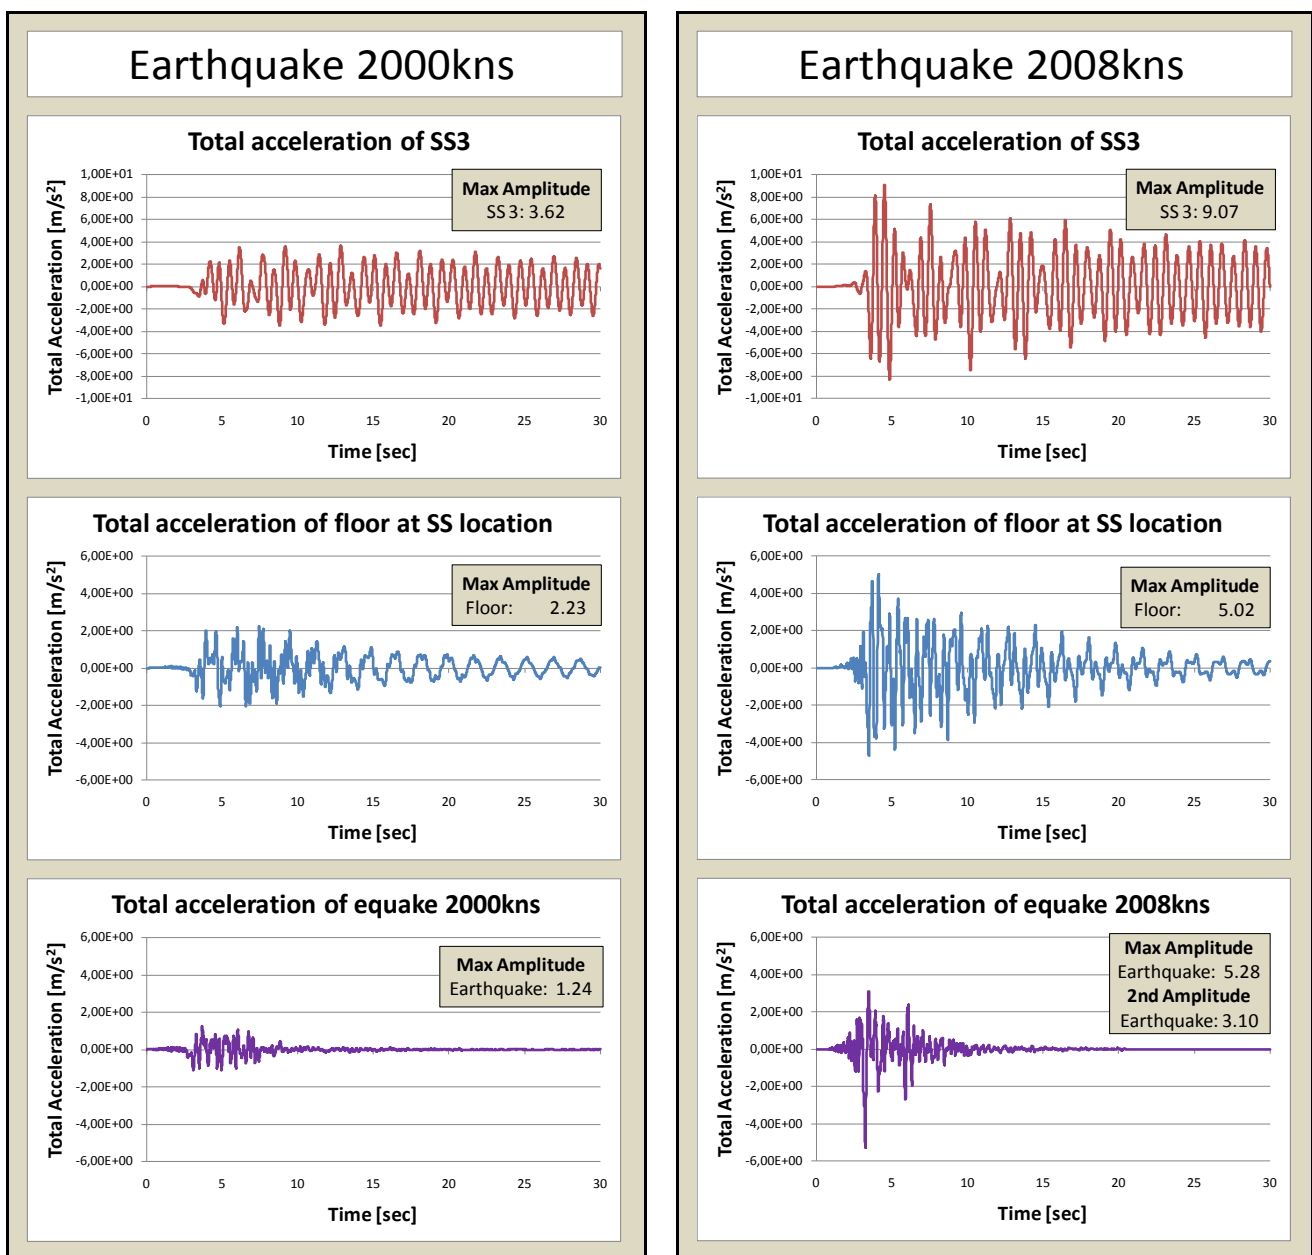 Earthquake 2000kns
Total acceleration of SS3
Total Acceleration [m/s²]
1,00E+01
8,00E+00
6,00E+00
4,00E+00
2,00E+00
0,00E+00
-2,00E+00
-4,00E+00
-6,00E+00
-8,00E+00
-1,00E+01
Max Amplitude
SS 3: 3.62
0 5 10 15 20 25 30
Time [sec]
Total acceleration of floor at SS location
Total Acceleration [m/s²]
6,00E+00
4,00E+00
2,00E+00
0,00E+00
-2,00E+00
-4,00E+00
-6,00E+00
Max Amplitude
Floor: 2.23
0 5 10 15 20 25 30
Time [sec]
Total acceleration of equake 2000kns
Total Acceleration [m/s²]
6,00E+00
4,00E+00
2,00E+00
0,00E+00
-2,00E+00
-4,00E+00
-6,00E+00
Max Amplitude
Earthquake: 1.24
0 5 10 15 20 25 30
Time [sec]
Earthquake 2008kns
Total acceleration of SS3
Total Acceleration [m/s²]
1,00E+01
8,00E+00
6,00E+00
4,00E+00
2,00E+00
0,00E+00
-2,00E+00
-4,00E+00
-6,00E+00
-8,00E+00
-1,00E+01
Max Amplitude
SS 3: 9.07
0 5 10 15 20 25 30
Time [sec]
Total acceleration of floor at SS location
Total Acceleration [m/s²]
6,00E+00
4,00E+00
2,00E+00
0,00E+00
-2,00E+00
-4,00E+00
-6,00E+00
Max Amplitude
Floor: 5.02
0 5 10 15 20 25 30
Time [sec]
Total acceleration of equake 2008kns
Total Acceleration [m/s²]
6,00E+00
4,00E+00
2,00E+00
0,00E+00
-2,00E+00
-4,00E+00
-6,00E+00
Max Amplitude
Earthquake: 5.28
2nd Amplitude
Earthquake: 3.10
0 5 10 15 20 25 30
Time [sec]